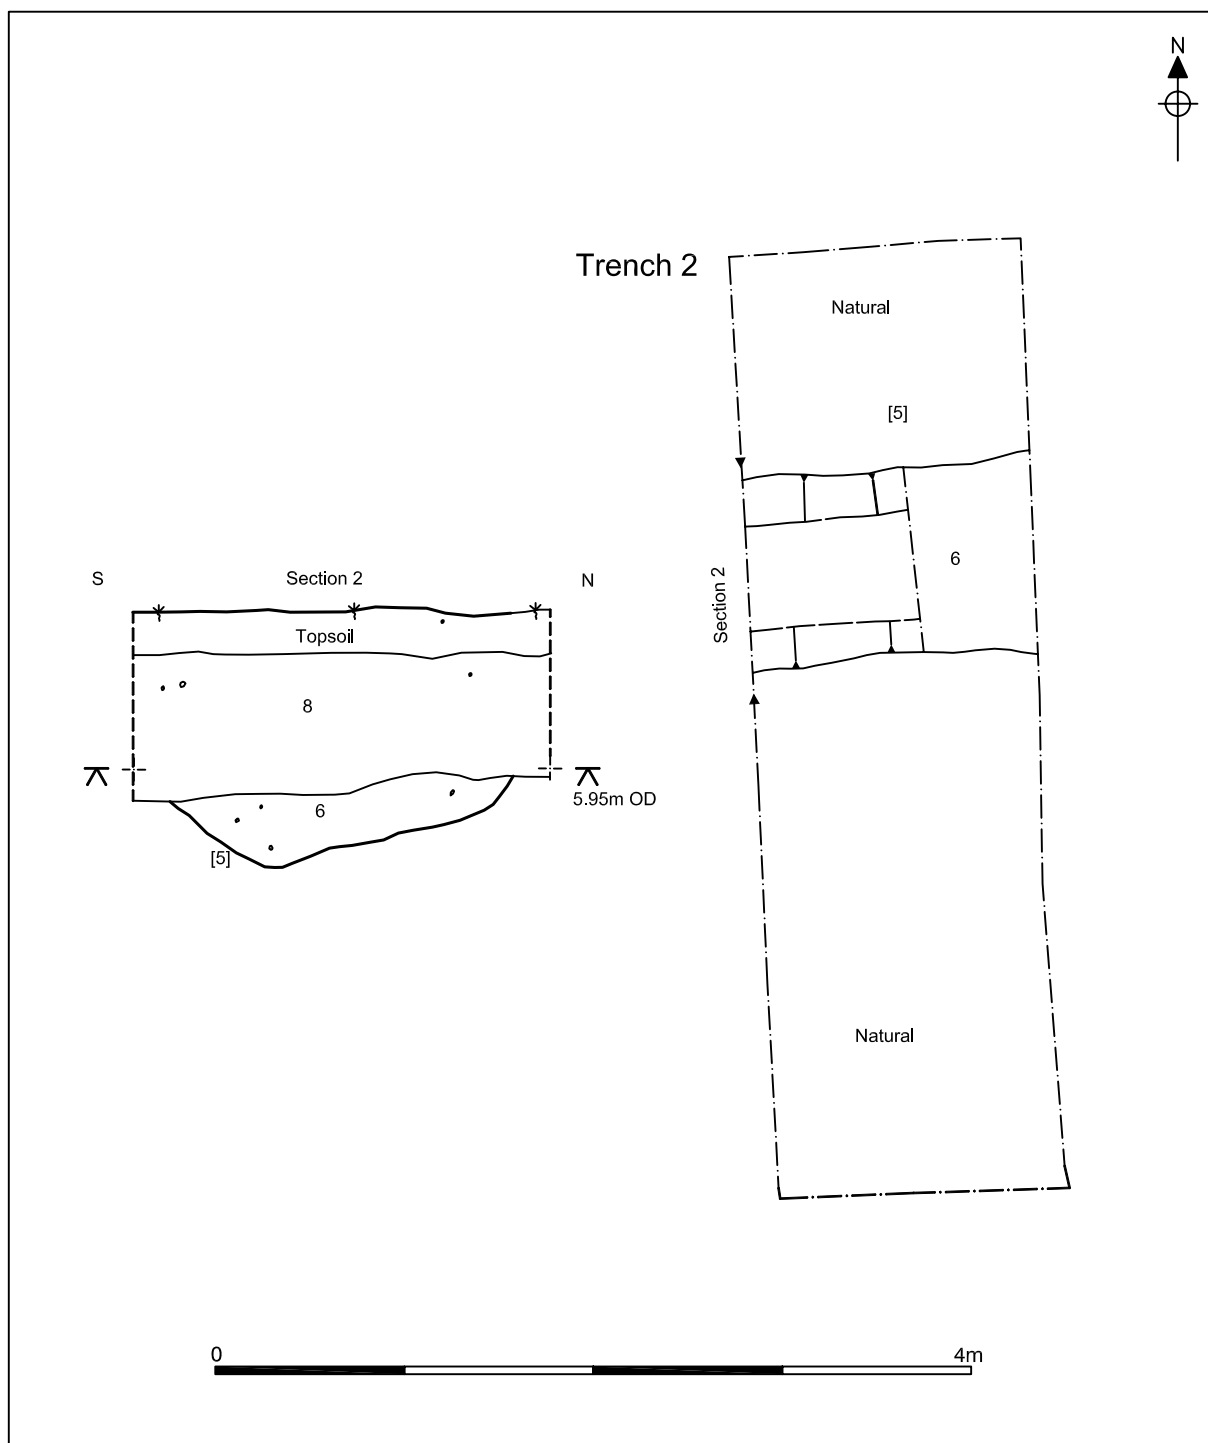 N
Trench 2
Natural
[5]
6
Section 2
Natural
S
Section 2
N
Topsoil
8
5.95m OD
6
[5]
0
4m